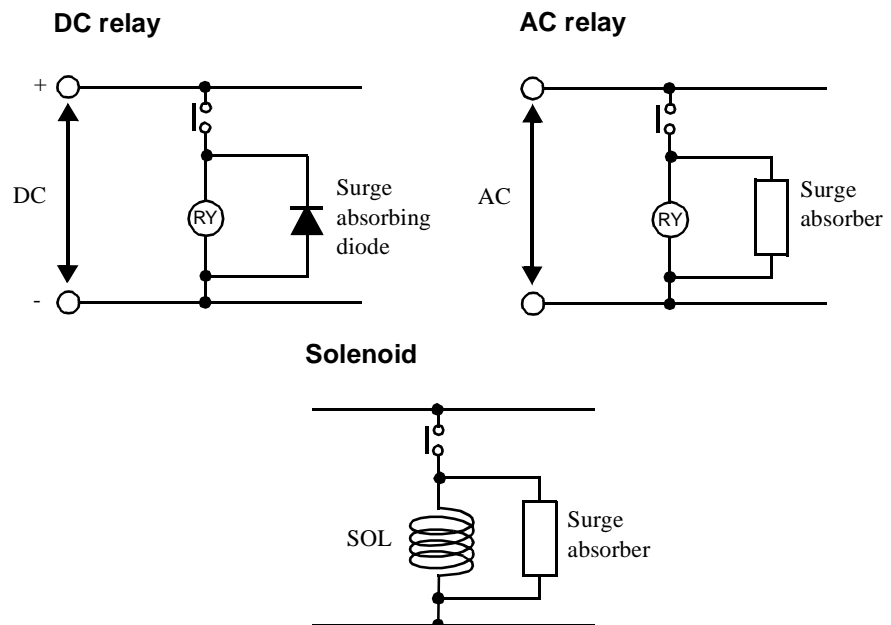 DC relay
+
DC
-
RY
Surge
absorbing
diode
AC relay
AC
RY
Surge
absorber
Solenoid
SOL
Surge
absorber